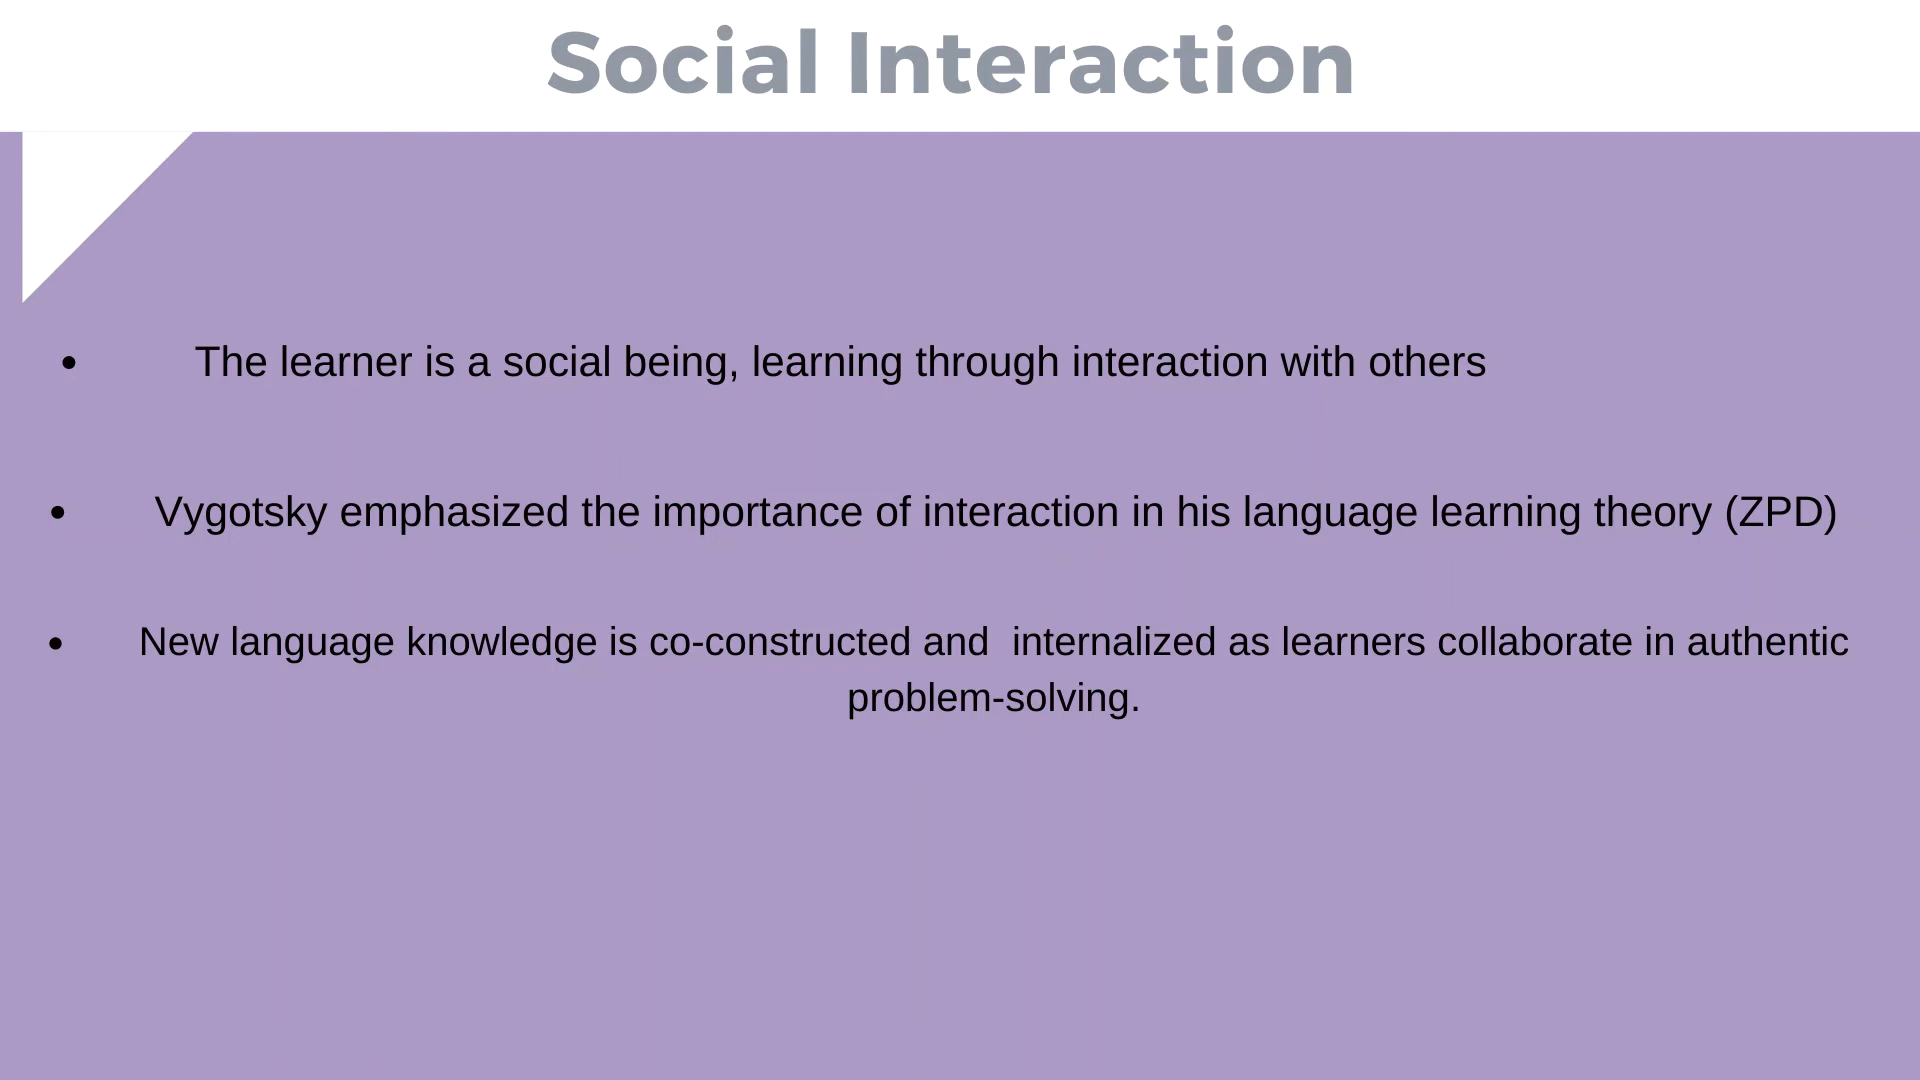 Social Interaction
• The learner is a social being, learning through interaction with others
• Vygotsky emphasized the importance of interaction in his language learning theory (ZPD)
• New language knowledge is co-constructed and  internalized as learners collaborate in authentic
problem-solving.